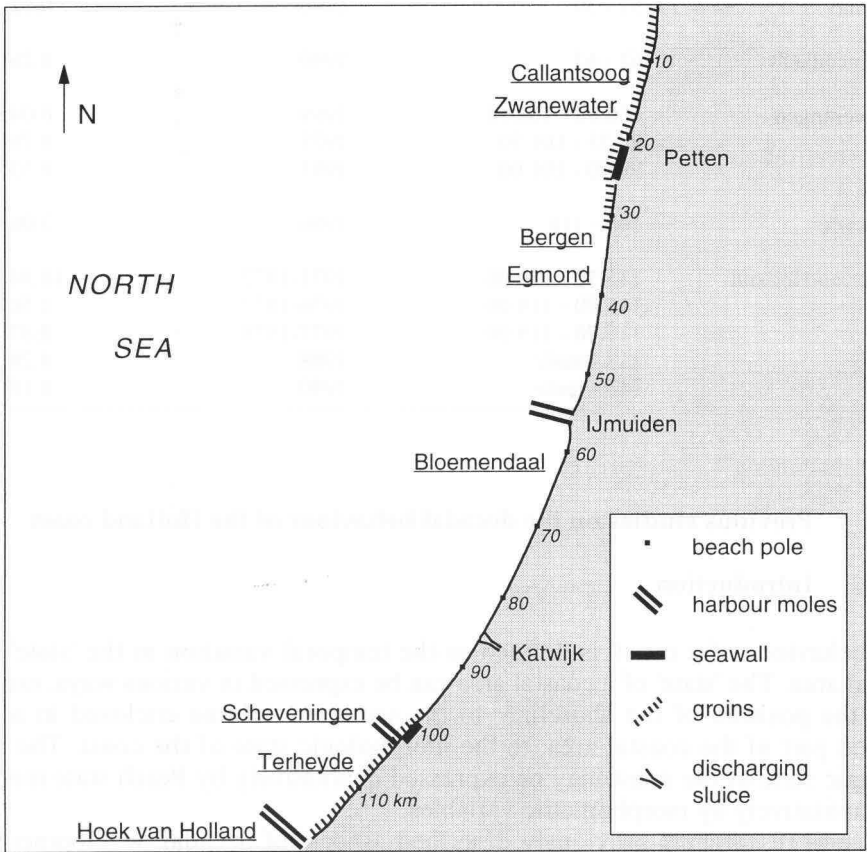 N
Callantsoog
Zwanewater
10
20
Petten
30
Bergen
Egmond
40
NORTH
SEA
50
IJmuiden
Bloemendaal
60
70
80
Katwijk
90
Scheveningen
100
Terheyde
110 km
Hoek van Holland
beach pole
harbour moles
seawall
groins
discharging
sluice